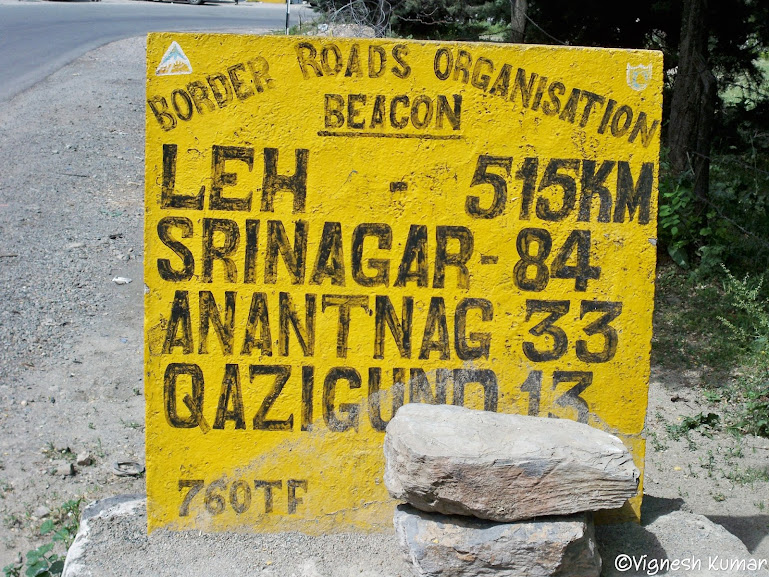 BORDER ROADS ORGANISATION
BEACON
LEH - 515KM
SRINAGAR - 84
ANANTNAG 33
QAZIGUND 13
760TF
©Vignesh Kumar